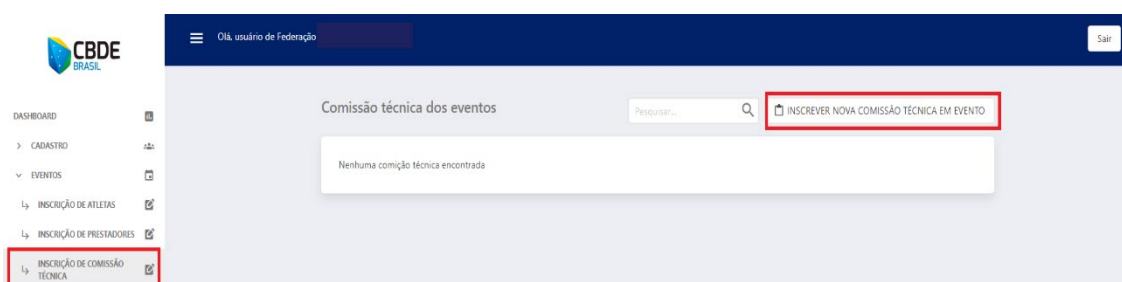 CBDE
BRASIL
Olá, usuário de Federação
Sair
DASHBOARD
CADASTRO
EVENTOS
INSCRIÇÃO DE ATLETAS
INSCRIÇÃO DE PRESTADORES
INSCRIÇÃO DE COMISSÃO
TÉCNICA
Comissão técnica dos eventos
Pesquisar...
INSCREVER NOVA COMISSÃO TÉCNICA EM EVENTO
Nenhuma comição técnica encontrada